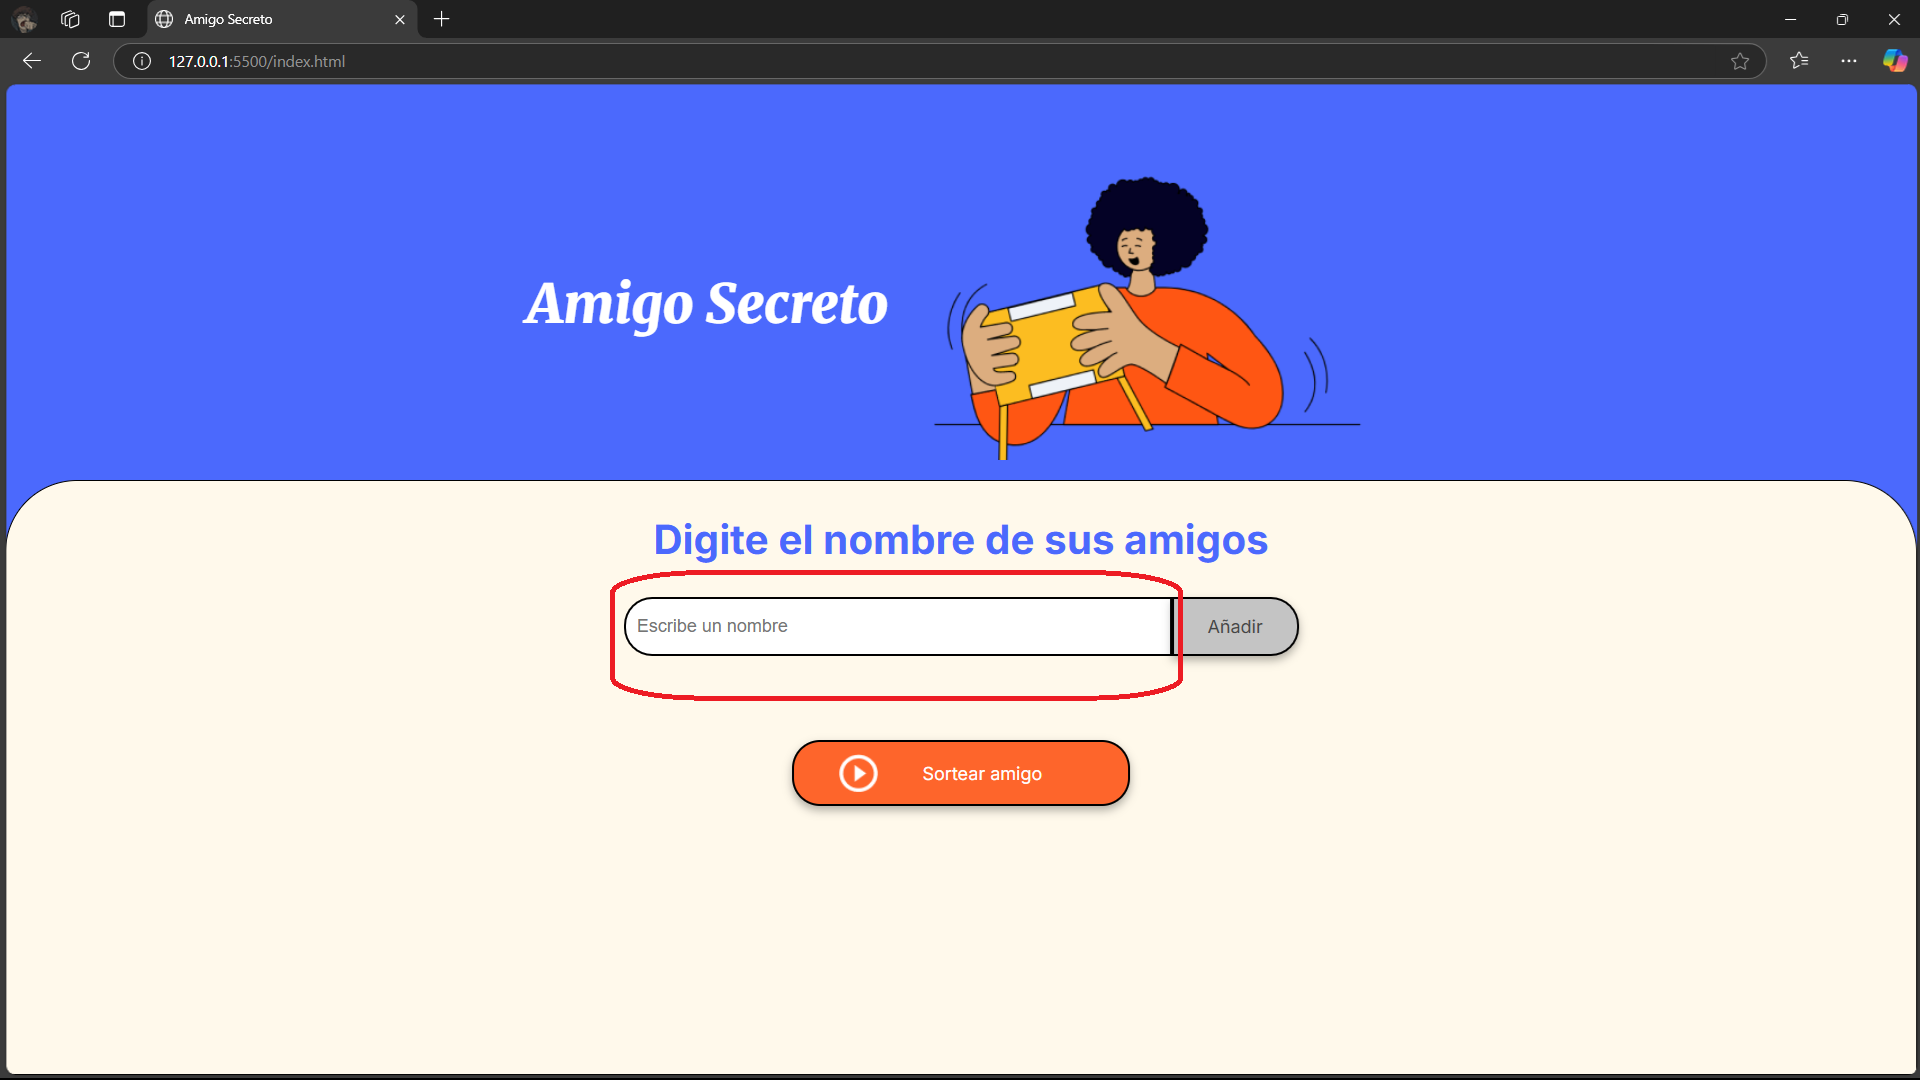 Amigo Secreto
127.0.0.1:5500/index.html
Amigo Secreto
Digite el nombre de sus amigos
Escribe un nombre
Añadir
Sortear amigo